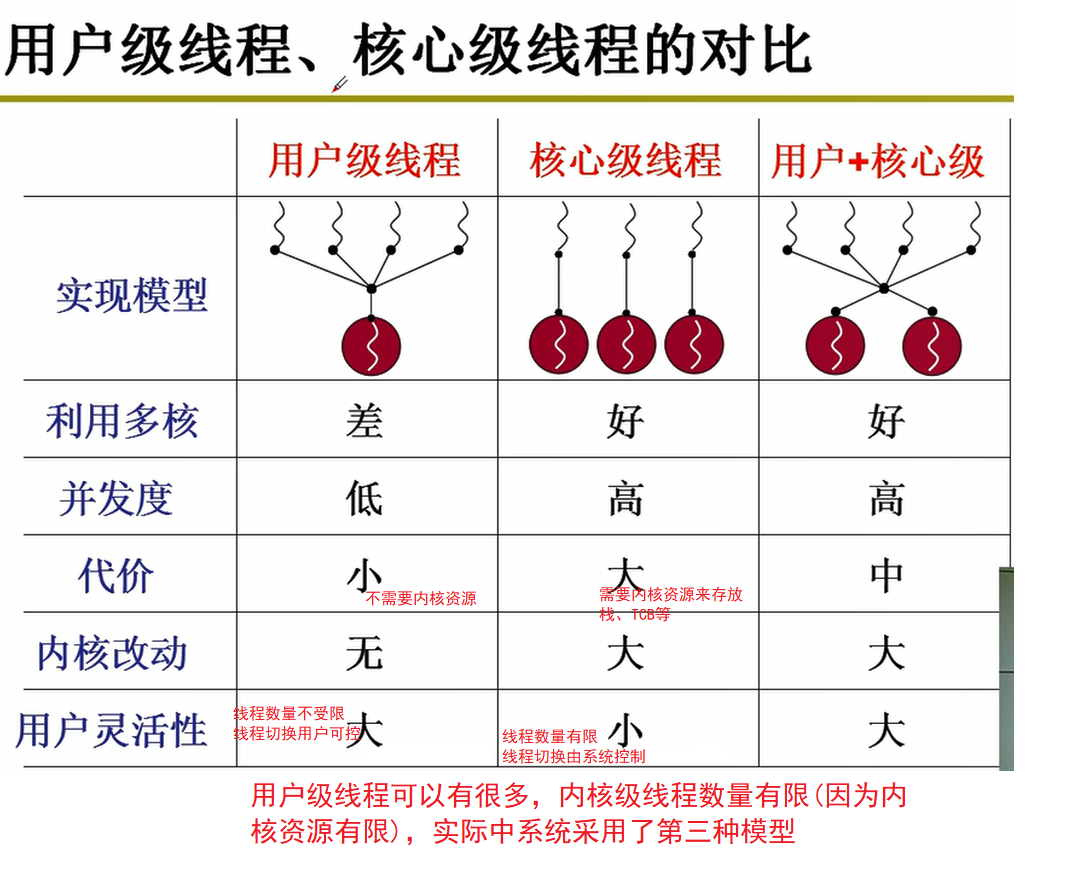 用户级线程、核心级线程的对比
用户级线程 核心级线程 用户+核心级
实现模型
利用多核 差 好 好
并发度 低 高 高
代价 小 大 中
不需要内核资源
需要内核资源来存放
栈、TCB等
内核改动 无 大 大
用户灵活性 大 小 大
线程数量不受限
线程切换用户可控
线程数量有限
线程切换由系统控制
用户级线程可以有很多，内核级线程数量有限(因为内
核资源有限)，实际中系统采用了第三种模型